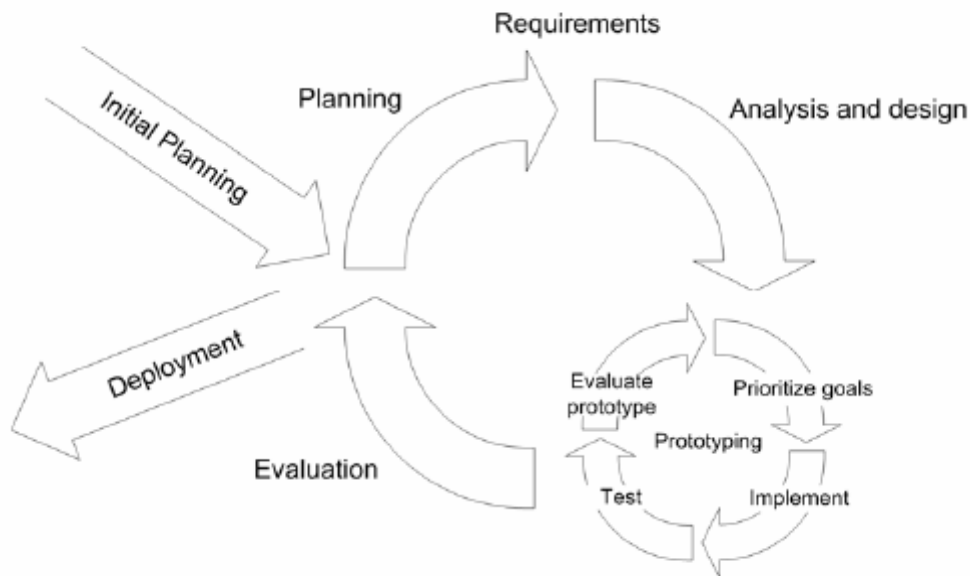 Requirements
Planning
Analysis and design
Initial Planning
Deployment
Evaluation
Evaluate
prototype
Prioritize goals
Prototyping
Test
Implement